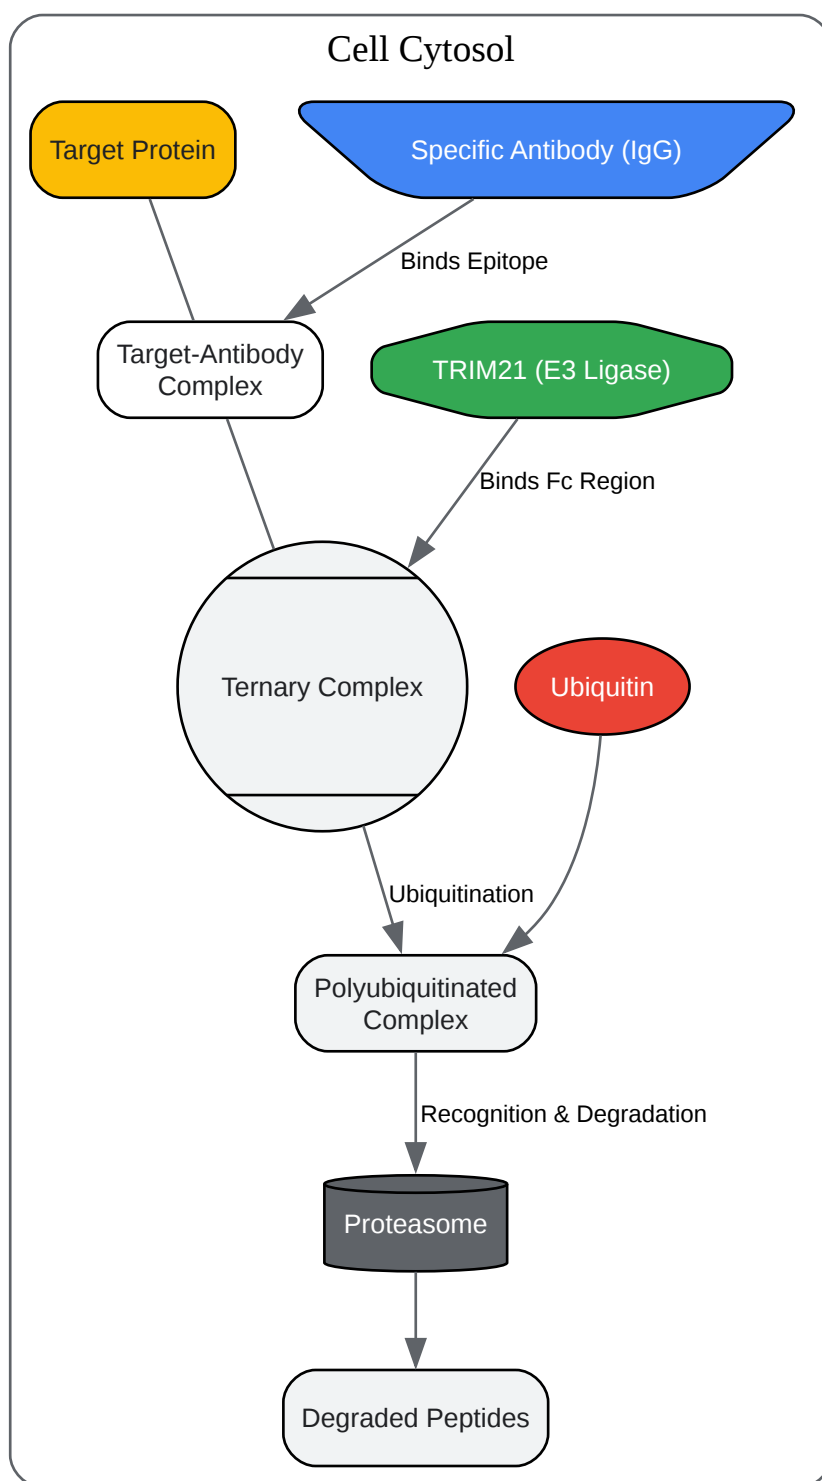 Cell Cytosol
Target Protein
Specific Antibody (IgG)
Binds Epitope
Target-Antibody
Complex
TRIM21 (E3 Ligase)
Binds Fc Region
Ternary Complex
Ubiquitin
Ubiquitination
Polyubiquitinated
Complex
Recognition & Degradation
Proteasome
Degraded Peptides